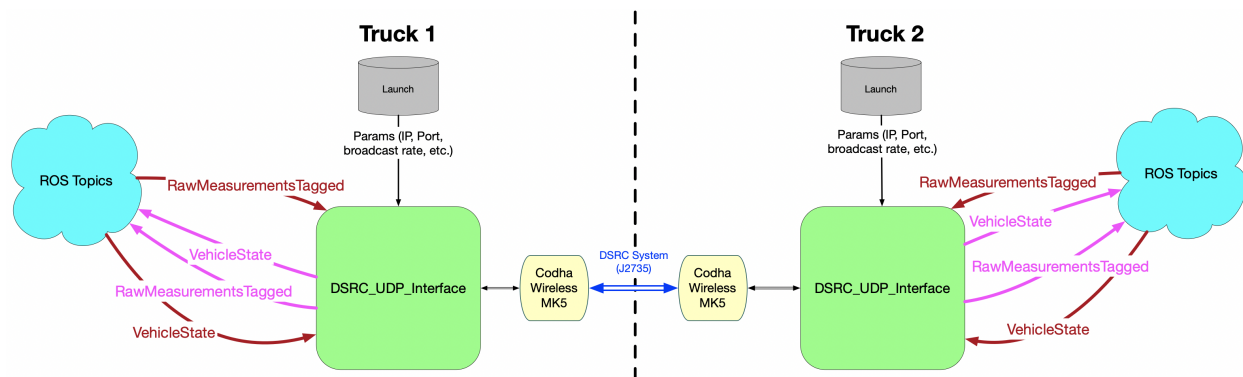 Truck 1
Launch
Params (IP, Port,
broadcast rate, etc.)
ROS Topics
RawMeasurementsTagged
VehicleState
RawMeasurementsTagged
VehicleState
DSRC_UDP_Interface
Codha
Wireless
MK5
DSRC System
(J2735)
Truck 2
Launch
Params (IP, Port,
broadcast rate, etc.)
Codha
Wireless
MK5
DSRC_UDP_Interface
RawMeasurementsTagged
VehicleState
RawMeasurementsTagged
VehicleState
ROS Topics